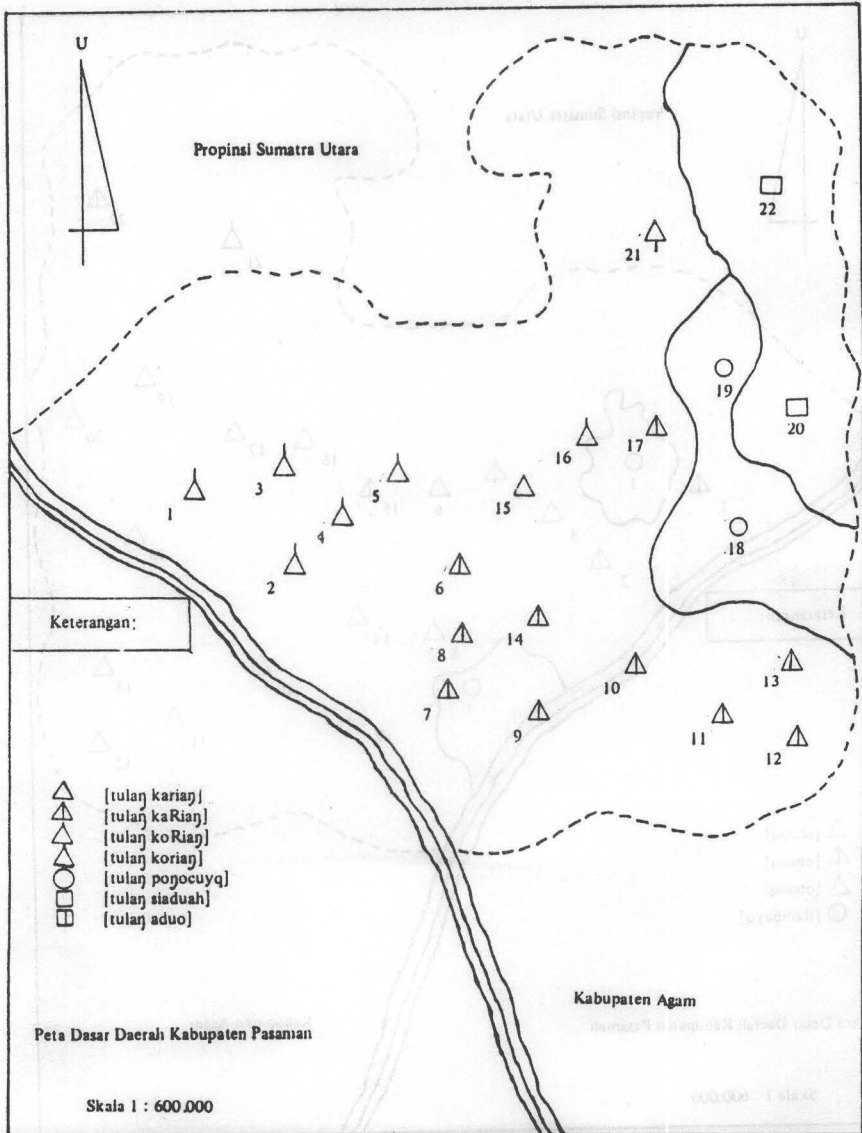 U
Propinsi Sumatra Utara
22
21
19
20
17
16
3
5
15
1
4
18
2
6
14
8
10
13
7
9
11
12
Keterangan:
[tulaŋ kariaŋ]
[tulaŋ kaRiaŋ]
[tulaŋ koRiaŋ]
[tulaŋ koriaŋ]
[tulaŋ poŋocuyq]
[tulaŋ siaduah]
[tulaŋ aduo]
Kabupaten Agam
Peta Dasar Daerah Kabupaten Pasaman
Skala 1 : 600.000